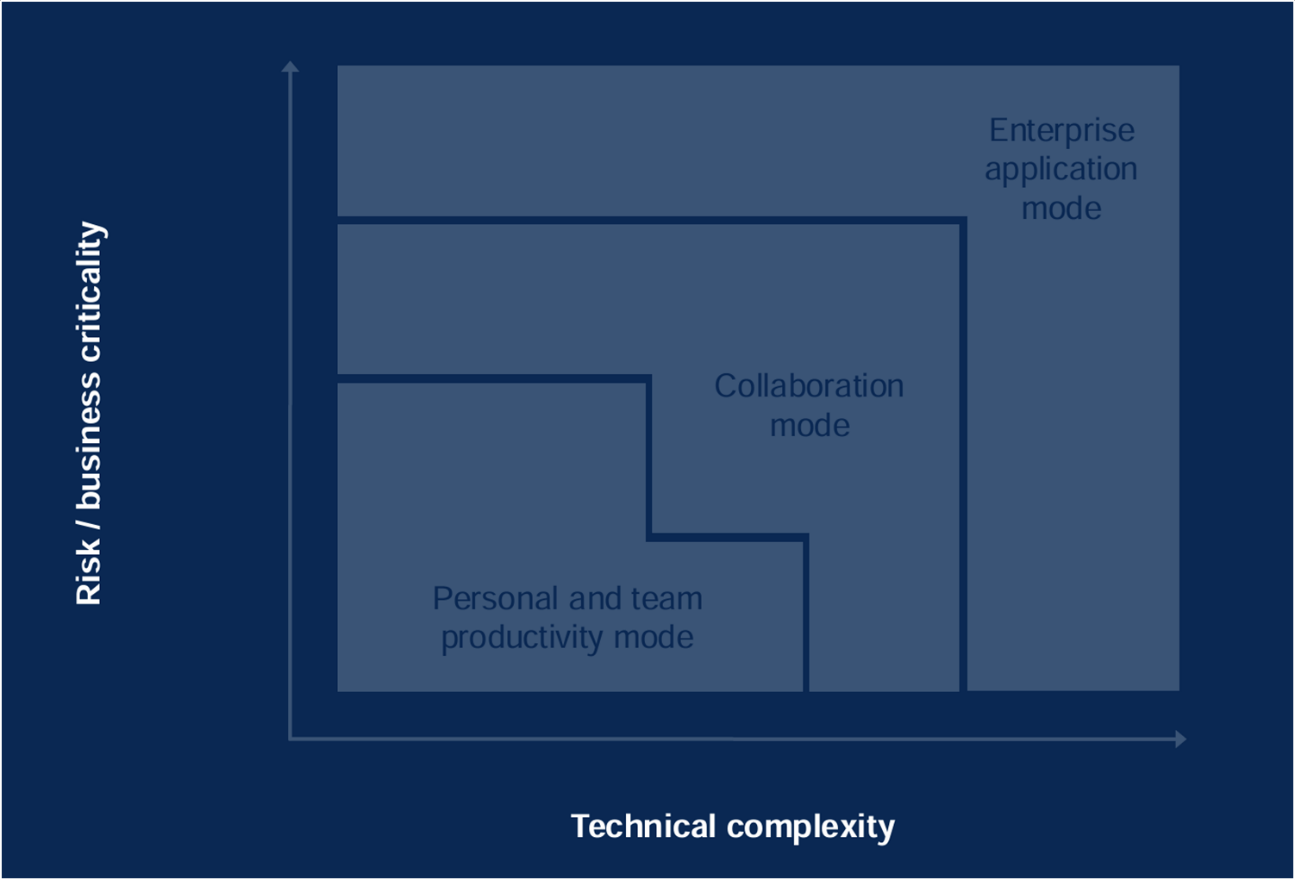 Enterprise
application
mode
Risk / business criticality
Collaboration
mode
Personal and team
productivity mode
Technical complexity